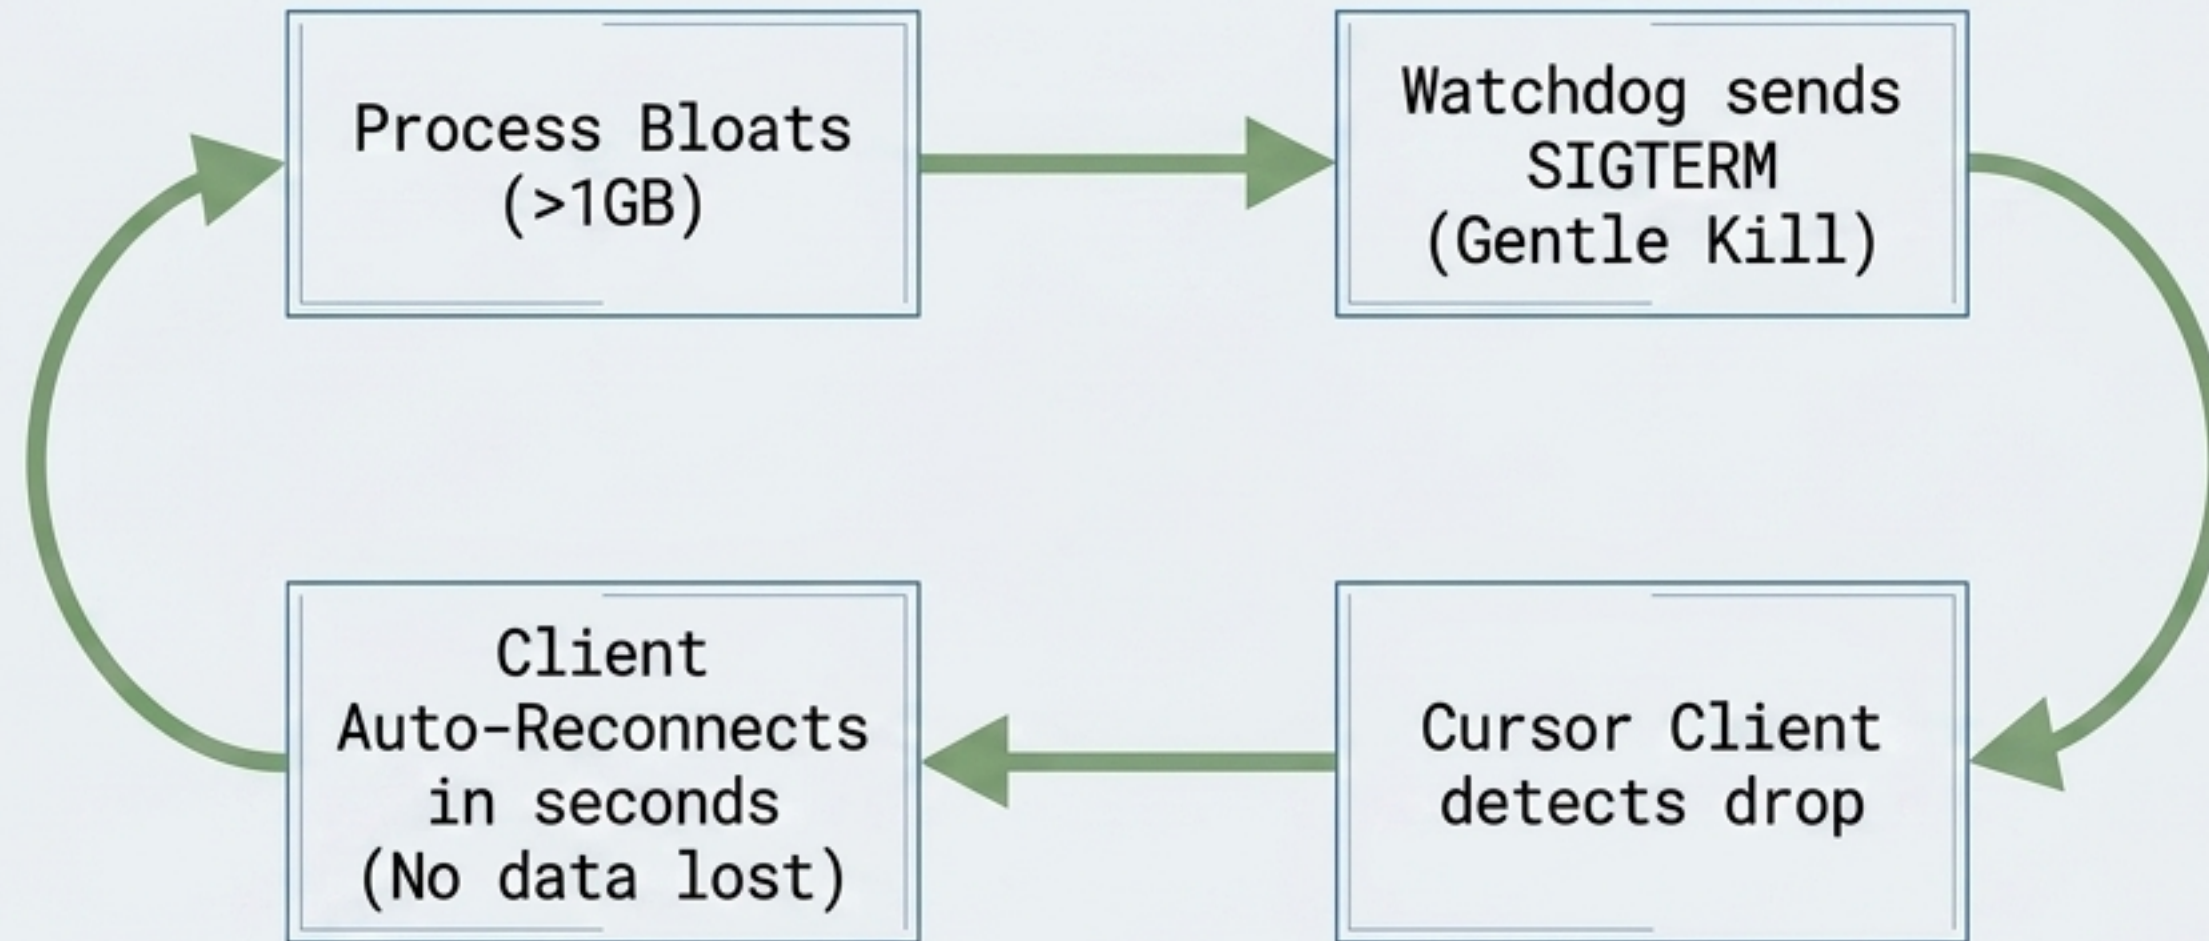 Process Bloats
(>1GB)
Watchdog sends
SIGTERM
(Gentle Kill)
Cursor Client
detects drop
Client
Auto-Reconnects
in seconds
(No data lost)